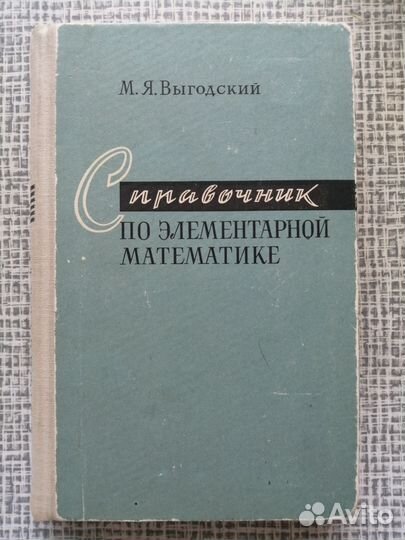 М. Я. Выгодский
Справочник
ПО ЭЛЕМЕНТАРНОЙ
МАТЕМАТИКЕ
Avito